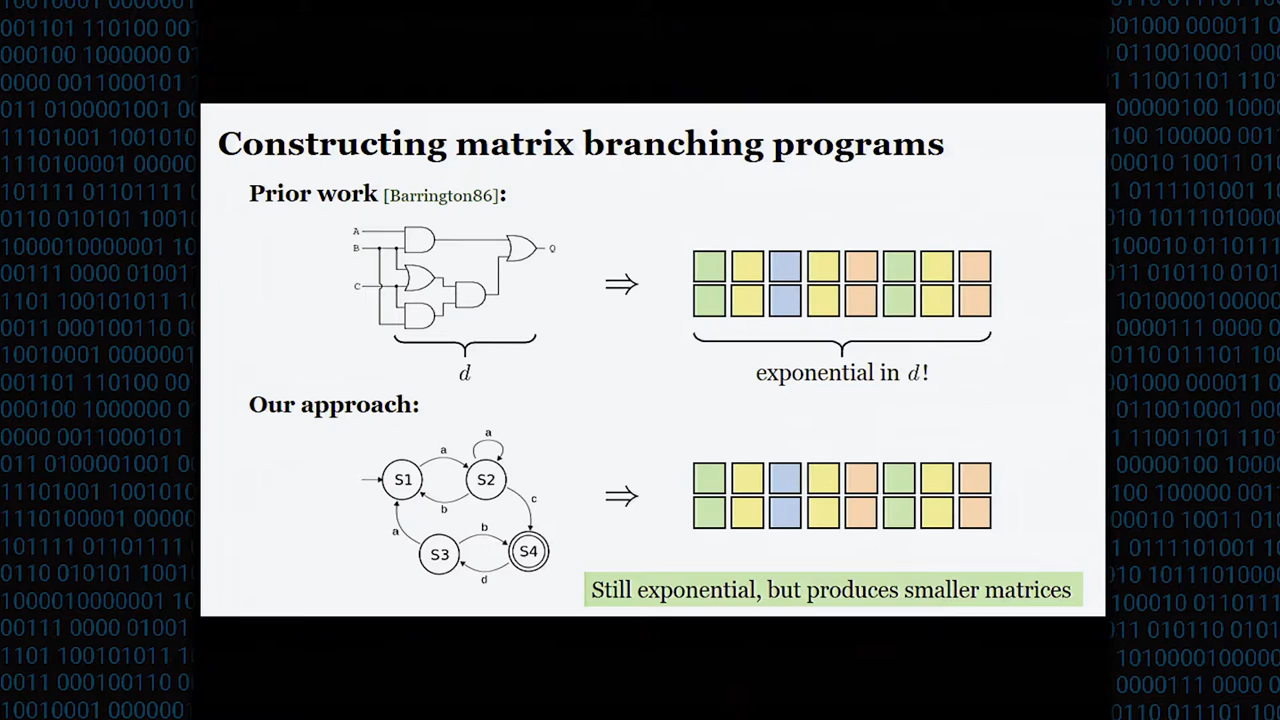 Constructing matrix branching programs
Prior work [Barrington86]:
A
B
C
Q
d
exponential in d!
Our approach:
a
S1
a
S2
b
c
a
b
S3
S4
d
Still exponential, but produces smaller matrices